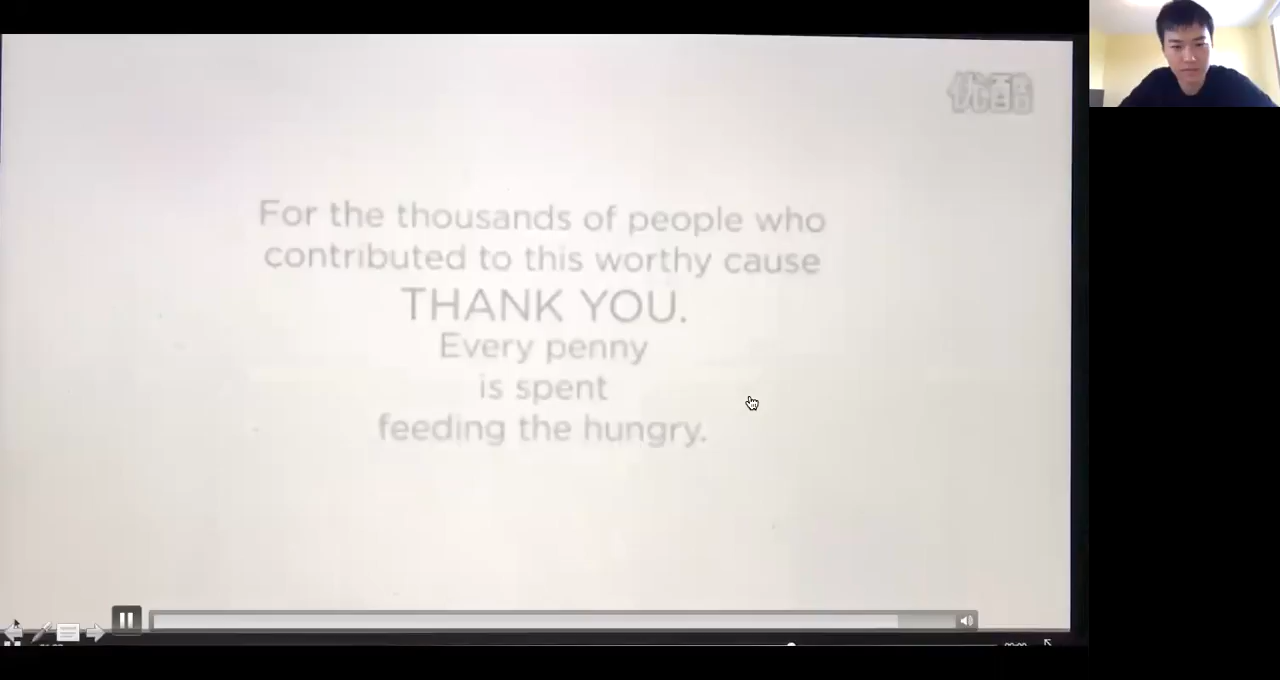 优酷
For the thousands of people who
contributed to this worthy cause
THANK YOU.
Every penny
is spent
feeding the hungry.